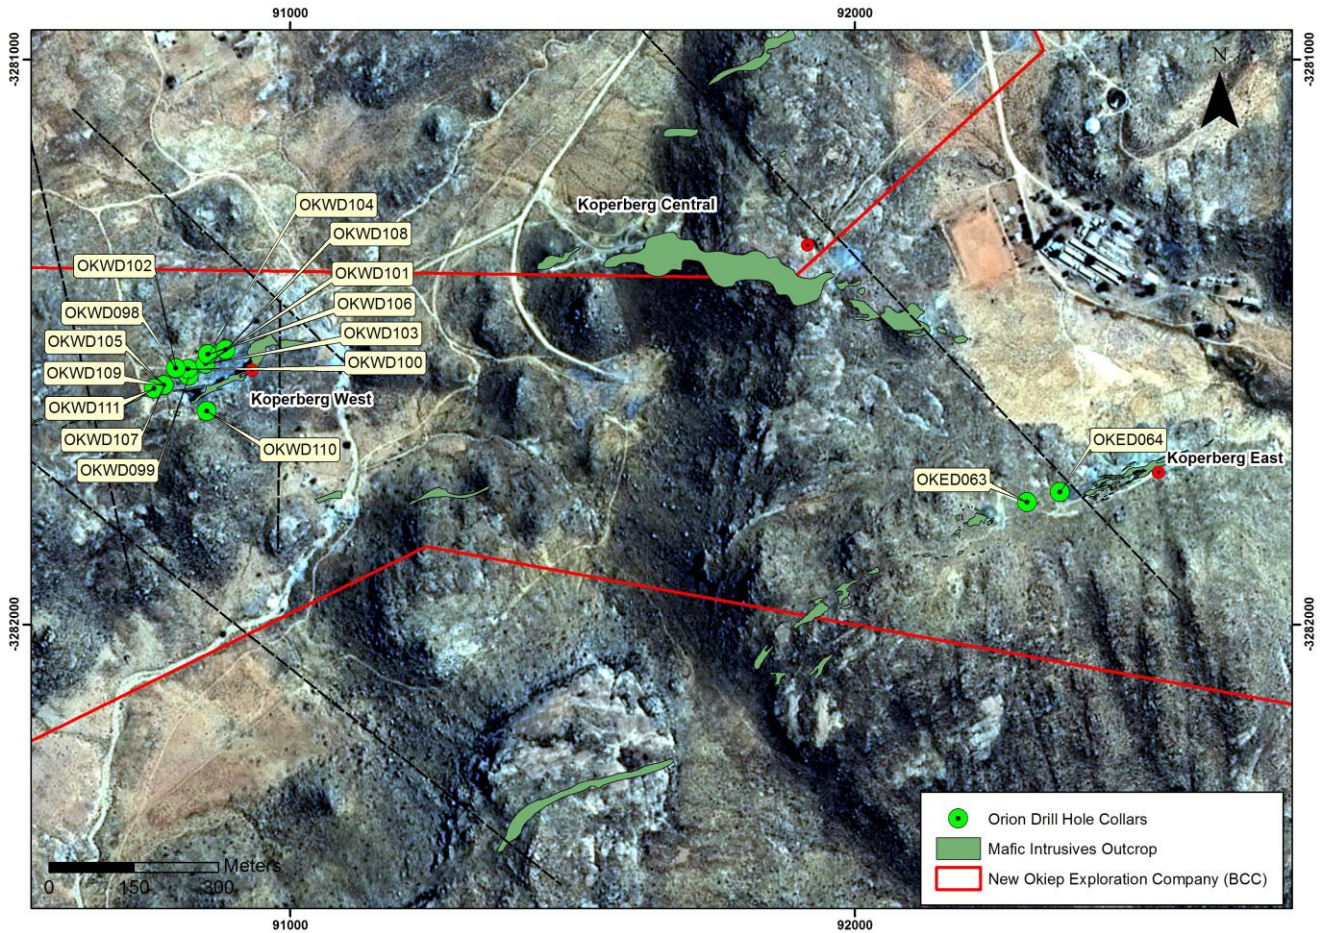 91000
92000
-3281000
-3281000
N
OKWD104
Koperberg Central
OKWD108
OKWD102
OKWD101
OKWD106
OKWD098
OKWD103
OKWD105
OKWD100
OKWD109
Koperberg West
OKWD111
OKWD107
OKWD110
OKWD099
OKED064
Koperberg East
OKED063
-3282000
-3282000
Orion Drill Hole Collars
Mafic Intrusives Outcrop
New Okiep Exploration Company (BCC)
Meters
0 150 300
91000
92000